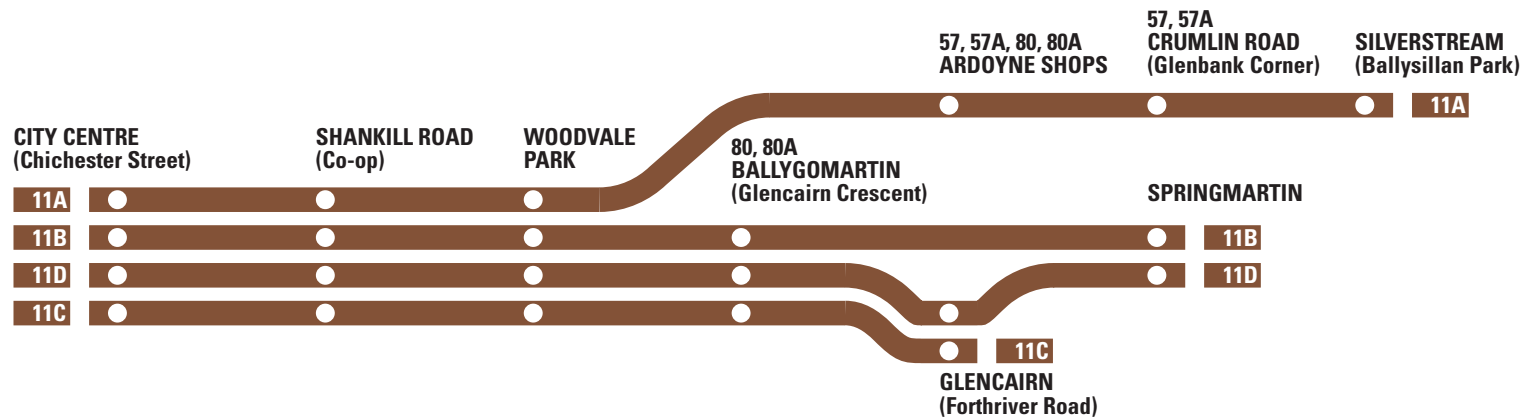 57, 57A, 80, 80A
ARDOYNE SHOPS
57, 57A
CRUMLIN ROAD
(Glenbank Corner)
SILVERSTREAM
(Ballysillan Park)
11A
CITY CENTRE
(Chichester Street)
SHANKILL ROAD
(Co-op)
WOODVALE
PARK
80, 80A
BALLYGOMARTIN
(Glencairn Crescent)
SPRINGMARTIN
11A
11B
11B
11D
11D
11C
11C
GLENCAIRN
(Forthriver Road)